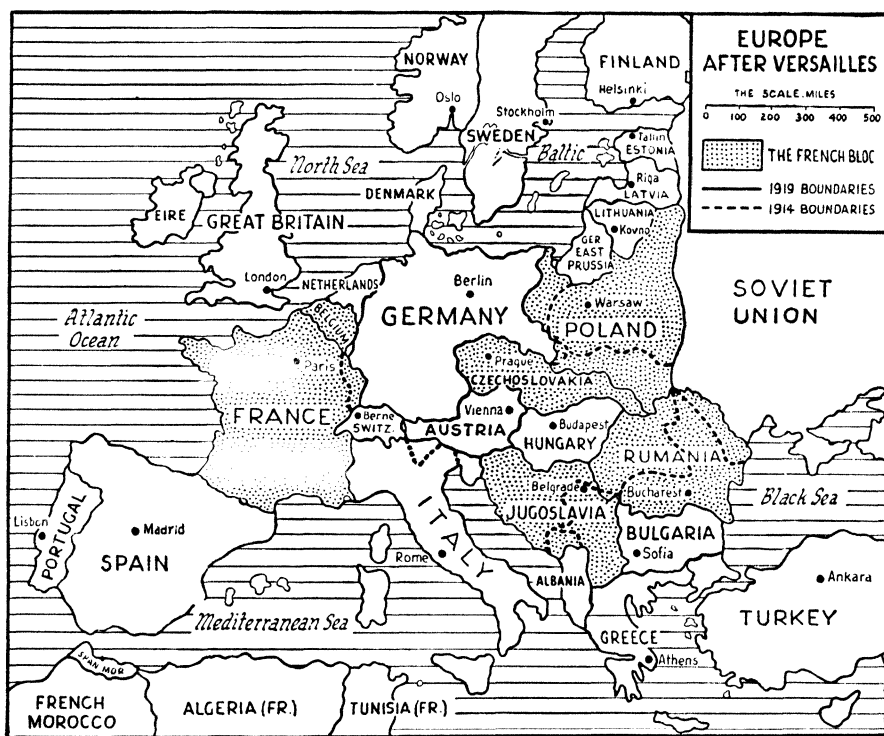 EUROPE
AFTER VERSAILLES
THE SCALE-MILES
0 100 200 300 400 500
THE FRENCH BLOC
1919 BOUNDARIES
1914 BOUNDARIES
NORWAY
Oslo
FINLAND
Helsinki
Stockholm
SWEDEN
Baltic
Tallin
ESTONIA
Riga
LATVIA
North Sea
DENMARK
LITHUANIA
Kovno
GER
EAST
PRUSSIA
EIRE
GREAT BRITAIN
London
NETHERLANDS
Berlin
GERMANY
Warsaw
POLAND
SOVIET
UNION
Atlantic
Ocean
BELGIUM
Paris
FRANCE
Prague
CZECHOSLOVAKIA
Berne
SWITZ.
Vienna
AUSTRIA
Budapest
HUNGARY
RUMANIA
Bucharest
Belgrade
JUGOSLAVIA
Black Sea
ITALY
Rome
BULGARIA
Sofia
ALBANIA
Lisbon
PORTUGAL
Madrid
SPAIN
Ankara
TURKEY
Mediterranean Sea
GREECE
Athens
SPAN MOR
FRENCH
MOROCCO
ALGERIA (FR.)
TUNISIA (FR.)